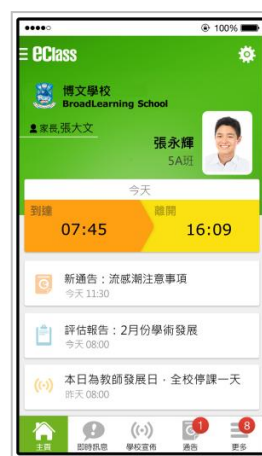 100%
eClass
博文學校
BroadLearning School
家長,張大文
張永輝
5A班
今天
到達
離開
07:45
16:09
新通告：流感潮注意事項
今天 11:30
評估報告：2月份學術發展
今天 08:00
本日為教師發展日，全校停課一天
昨天 08:00
1
8
主頁
即時訊息
學校宣佈
通告
更多